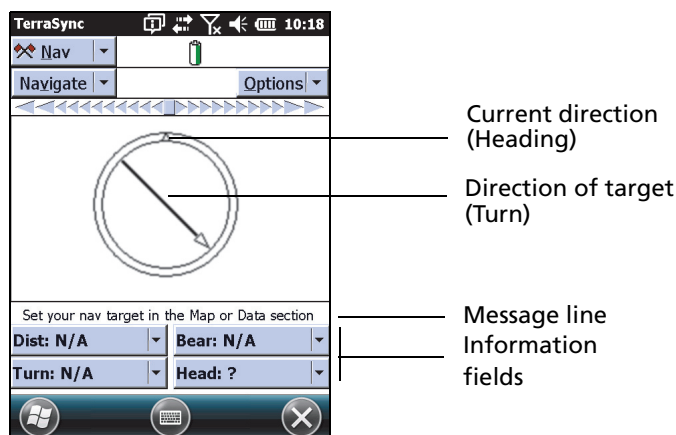 TerraSync 10:18
Nav
Navigate Options
Current direction
(Heading)
Direction of target
(Turn)
Set your nav target in the Map or Data section
Message line
Dist: N/A Bear: N/A
Turn: N/A Head: ?
Information
fields